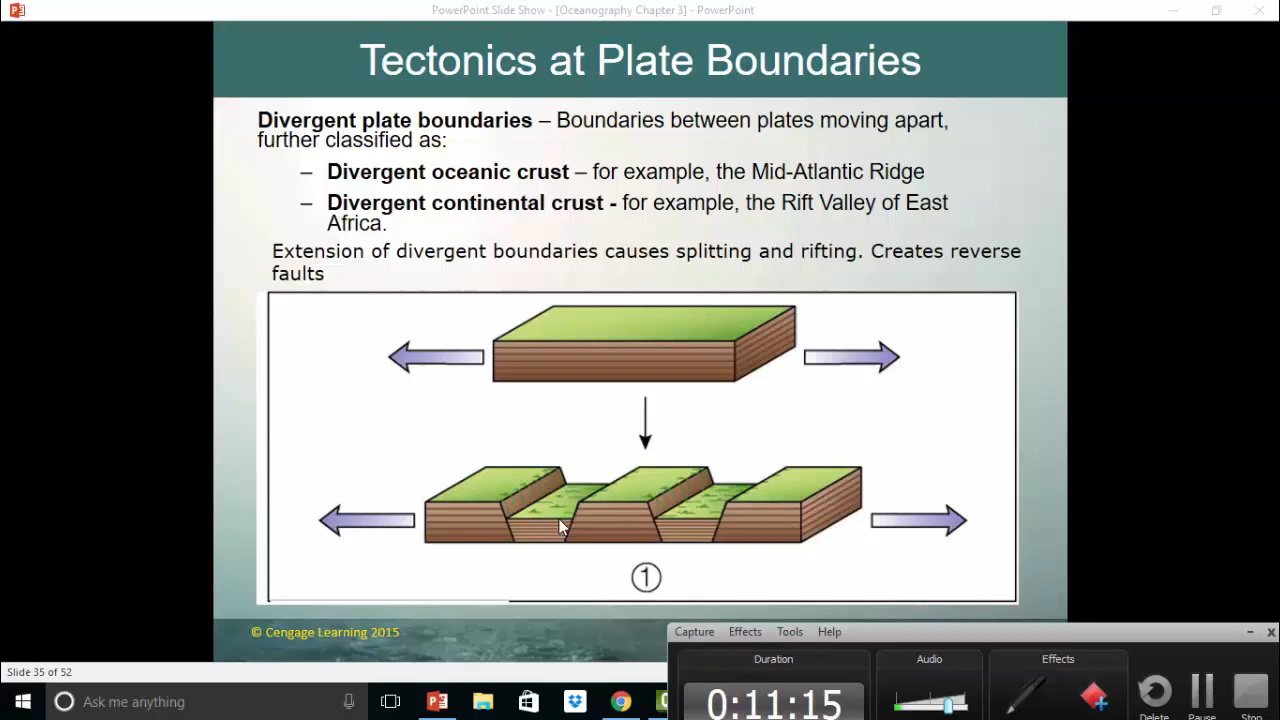 PowerPoint Slide Show - [Oceanography Chapter 3] - PowerPoint
Tectonics at Plate Boundaries
Divergent plate boundaries – Boundaries between plates moving apart,
further classified as:
– Divergent oceanic crust – for example, the Mid-Atlantic Ridge
– Divergent continental crust - for example, the Rift Valley of East
Africa.
Extension of divergent boundaries causes splitting and rifting. Creates reverse
faults
1
© Cengage Learning 2015
Capture Effects Tools Help
Slide 35 of 52
Duration Audio Effects
0:11:15
Delete Pause Stop
Ask me anything